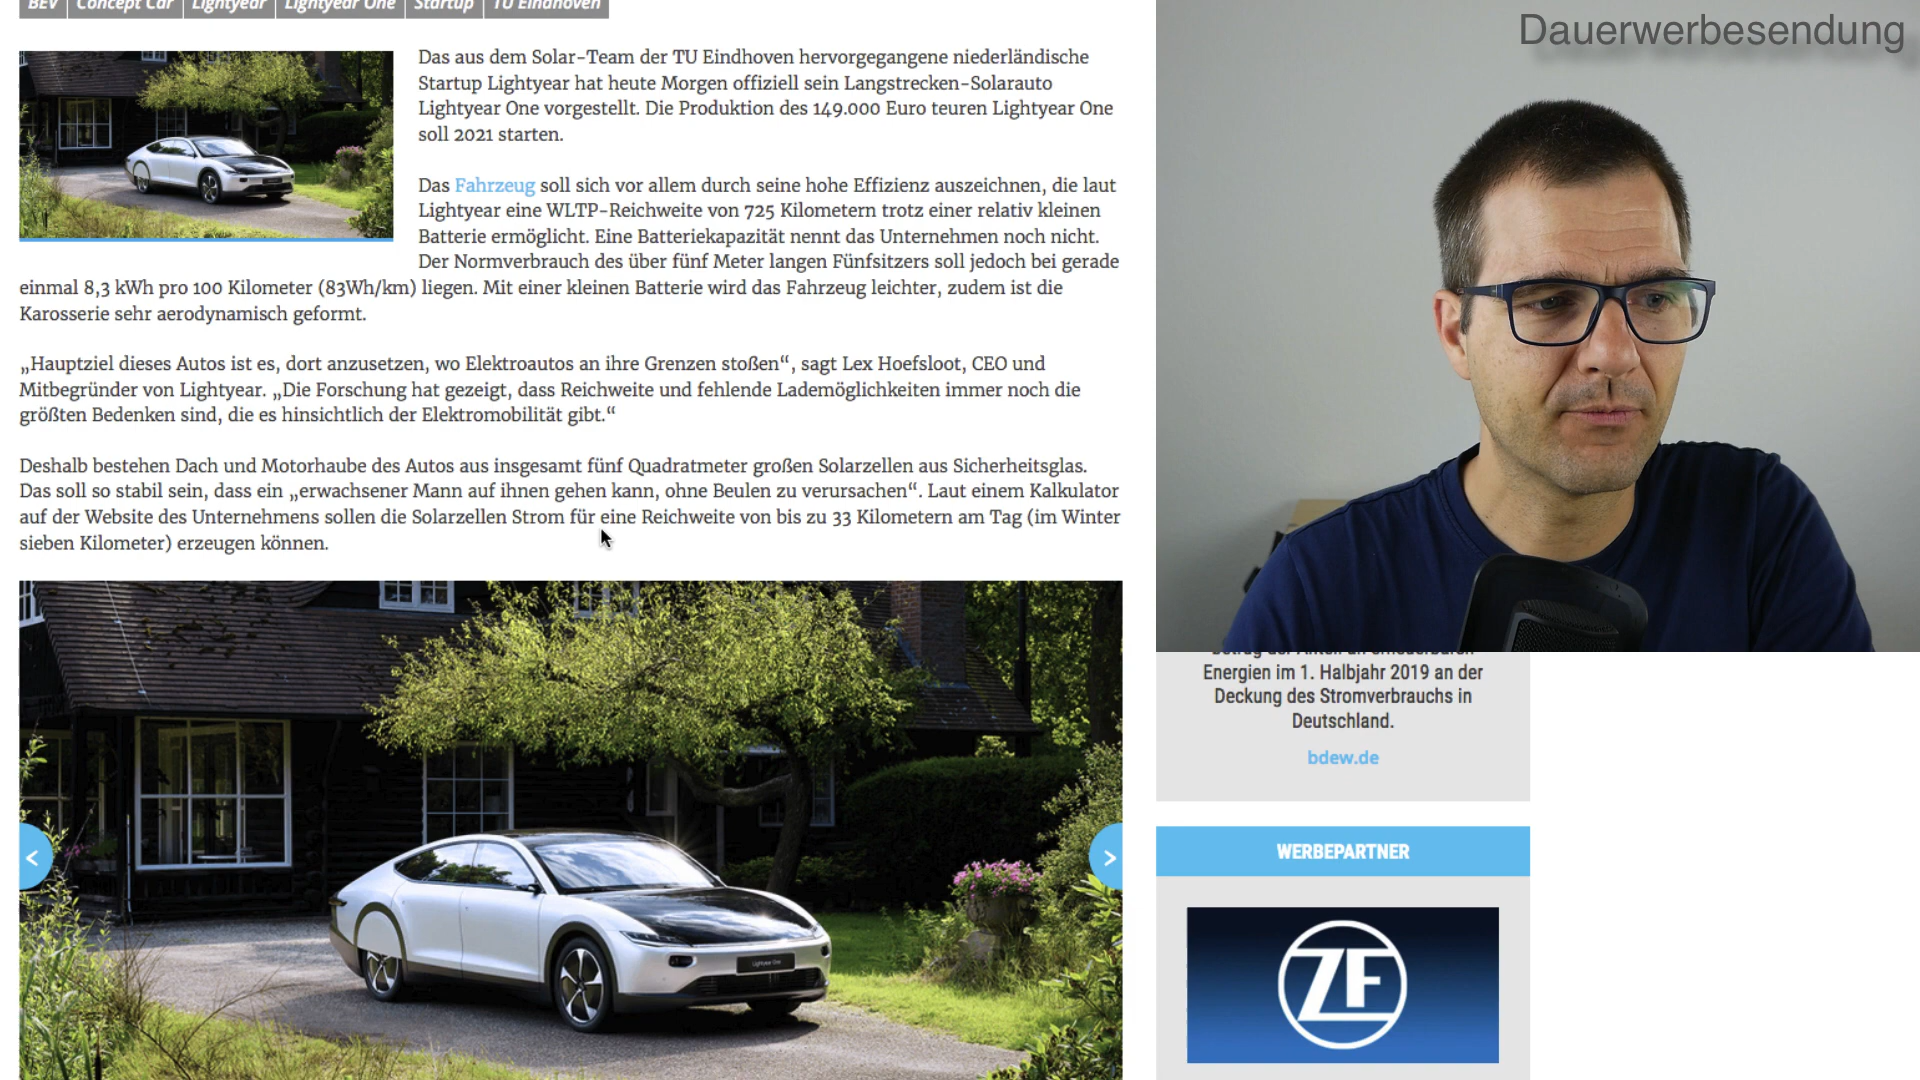 BEV Concept Car Lightyear Lightyear One Startup TU Eindhoven
Dauerwerbesendung
Das aus dem Solar-Team der TU Eindhoven hervorgegangene niederländische
Startup Lightyear hat heute Morgen offiziell sein Langstrecken-Solarauto
Lightyear One vorgestellt. Die Produktion des 149.000 Euro teuren Lightyear One
soll 2021 starten.
Das Fahrzeug soll sich vor allem durch seine hohe Effizienz auszeichnen, die laut
Lightyear eine WLTP-Reichweite von 725 Kilometern trotz einer relativ kleinen
Batterie ermöglicht. Eine Batteriekapazität nennt das Unternehmen noch nicht.
Der Normverbrauch des über fünf Meter langen Fünfsitzers soll jedoch bei gerade
einmal 8,3 kWh pro 100 Kilometer (83Wh/km) liegen. Mit einer kleinen Batterie wird das Fahrzeug leichter, zudem ist die
Karosserie sehr aerodynamisch geformt.
„Hauptziel dieses Autos ist es, dort anzusetzen, wo Elektroautos an ihre Grenzen stoßen“, sagt Lex Hoefsloot, CEO und
Mitbegründer von Lightyear. „Die Forschung hat gezeigt, dass Reichweite und fehlende Lademöglichkeiten immer noch die
größten Bedenken sind, die es hinsichtlich der Elektromobilität gibt.“
Deshalb bestehen Dach und Motorhaube des Autos aus insgesamt fünf Quadratmeter großen Solarzellen aus Sicherheitsglas.
Das soll so stabil sein, dass ein „erwachsener Mann auf ihnen gehen kann, ohne Beulen zu verursachen“. Laut einem Kalkulator
auf der Website des Unternehmens sollen die Solarzellen Strom für eine Reichweite von bis zu 33 Kilometern am Tag (im Winter
sieben Kilometer) erzeugen können.
Lightyear One
betrug der Anteil an erneuerbaren
Energien im 1. Halbjahr 2019 an der
Deckung des Stromverbrauchs in
Deutschland.
bdew.de
WERBEPARTNER
ZF